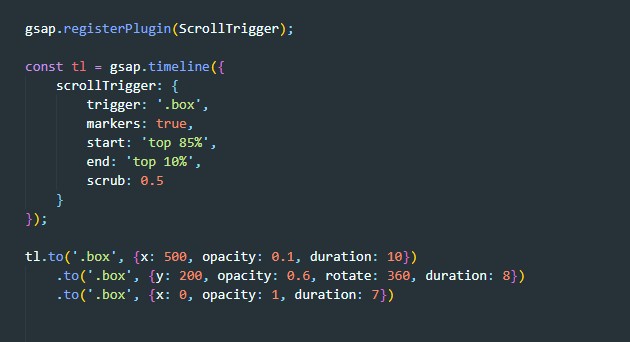 gsap.registerPlugin(ScrollTrigger);
const tl = gsap.timeline({
scrollTrigger: {
trigger: '.box',
markers: true,
start: 'top 85%',
end: 'top 10%',
scrub: 0.5
}
});
tl.to('.box', {x: 500, opacity: 0.1, duration: 10})
.to('.box', {y: 200, opacity: 0.6, rotate: 360, duration: 8})
.to('.box', {x: 0, opacity: 1, duration: 7})